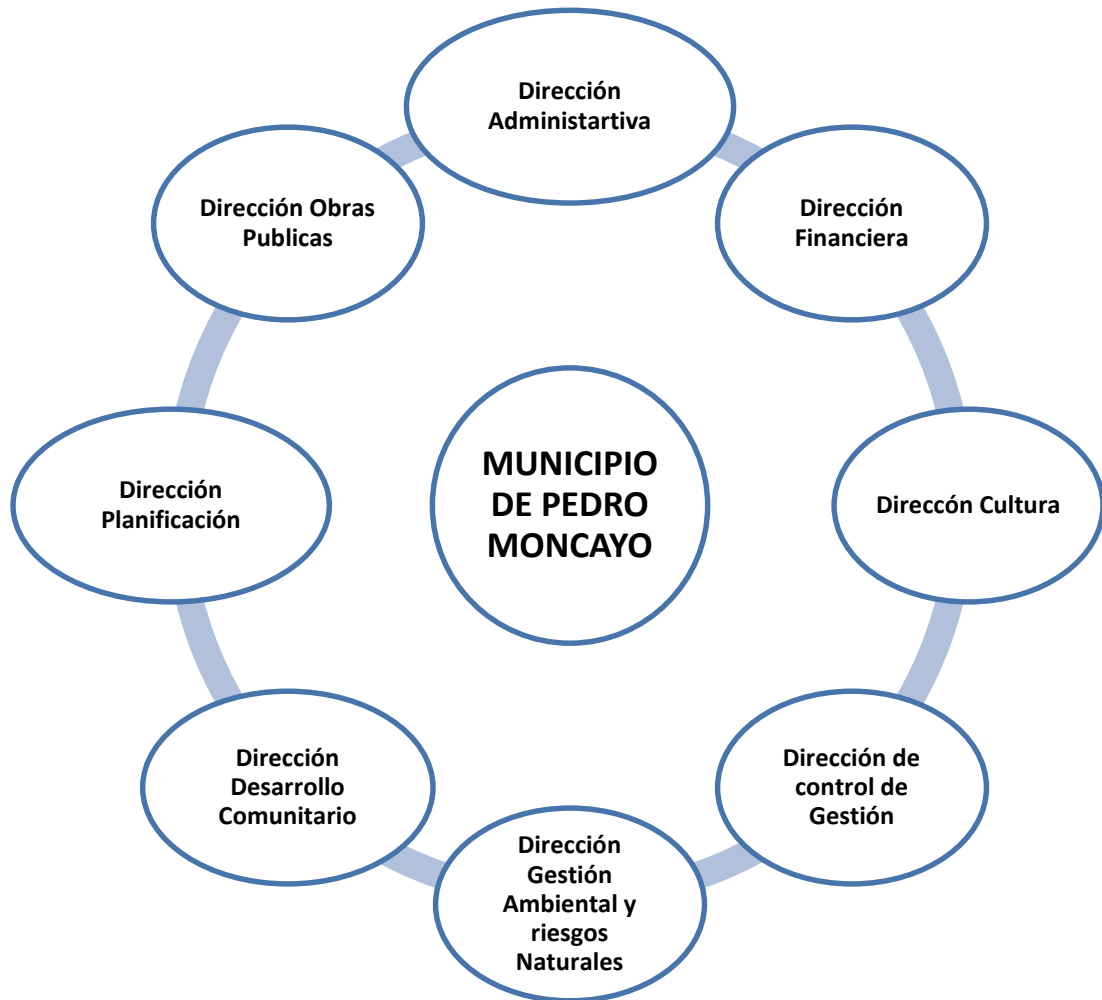 Dirección
Administartiva
Dirección Obras
Publicas
Dirección
Financiera
Dirección
Planificación
MUNICIPIO
DE PEDRO
MONCAYO
Direccón Cultura
Dirección
Desarrollo
Comunitario
Dirección de
control de
Gestión
Dirección
Gestión
Ambiental y
riesgos
Naturales